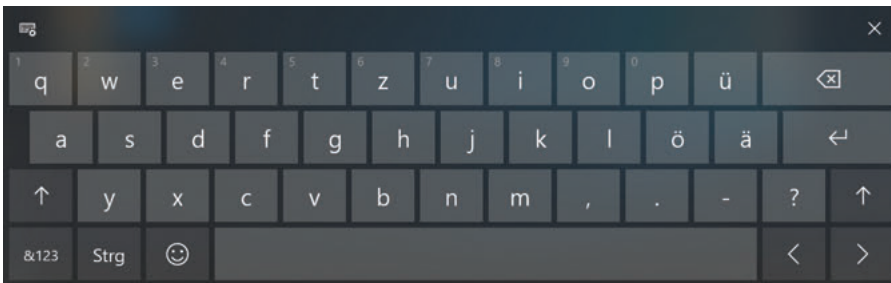 1 q 2 w 3 e 4 r 5 t 6 z 7 u 8 i 9 o 0 p ü
a s d f g h j k l ö ä
y x c v b n m , . - ?
&123 Strg